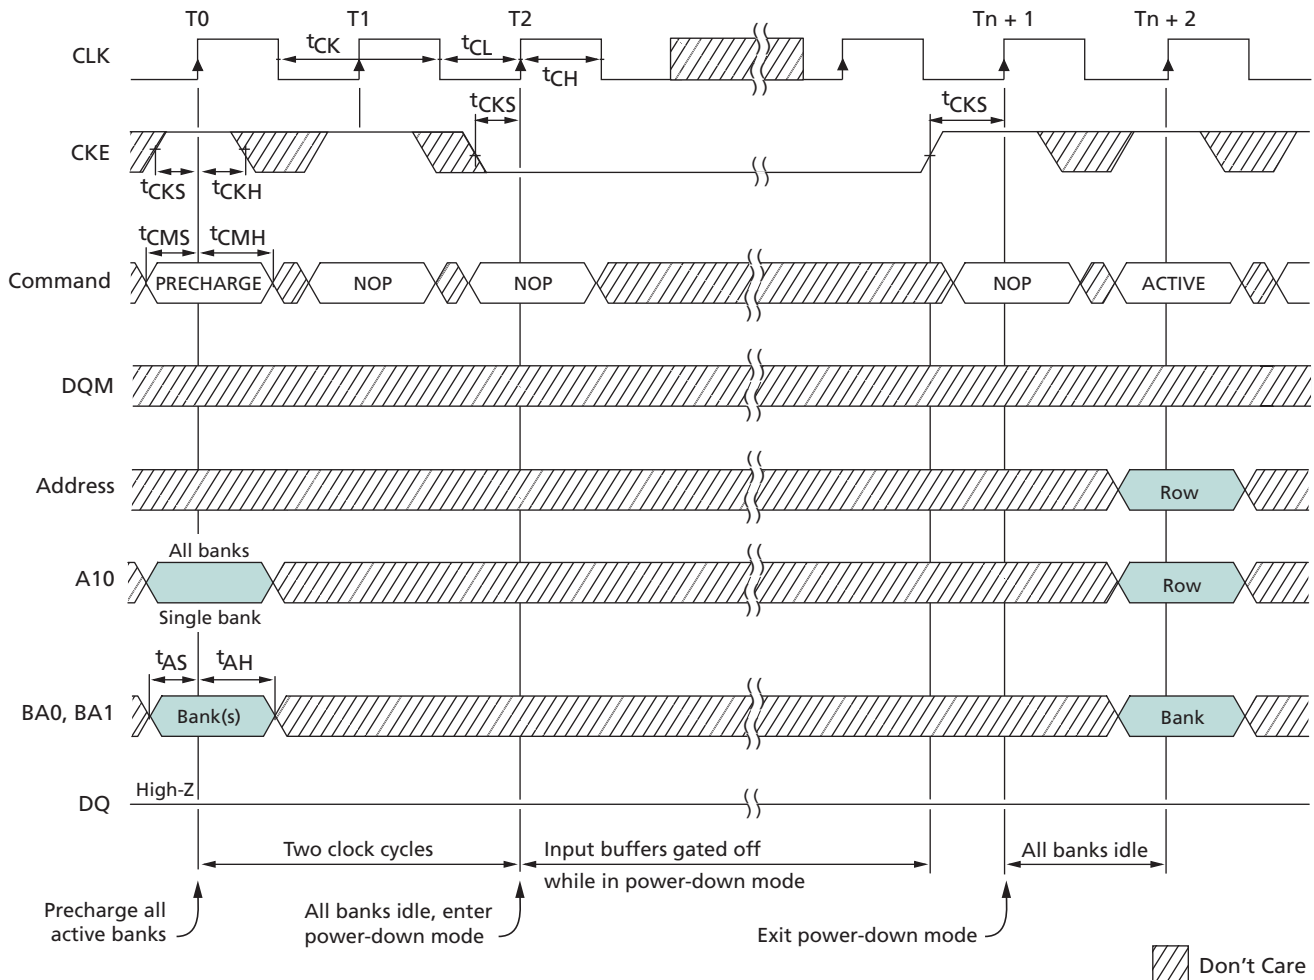 T0 T1 T2 Tn + 1 Tn + 2
CLK
tCK tCL
tCH
tCKS tCKS
CKE
tCKS tCKH
tCMS tCMH
Command PRECHARGE NOP NOP NOP ACTIVE
DQM
Address Row
All banks
A10 Row
Single bank
tAS tAH
BA0, BA1 Bank(s) Bank
High-Z
DQ
Two clock cycles Input buffers gated off All banks idle
while in power-down mode
Precharge all
active banks
All banks idle, enter
power-down mode
Exit power-down mode
Don't Care